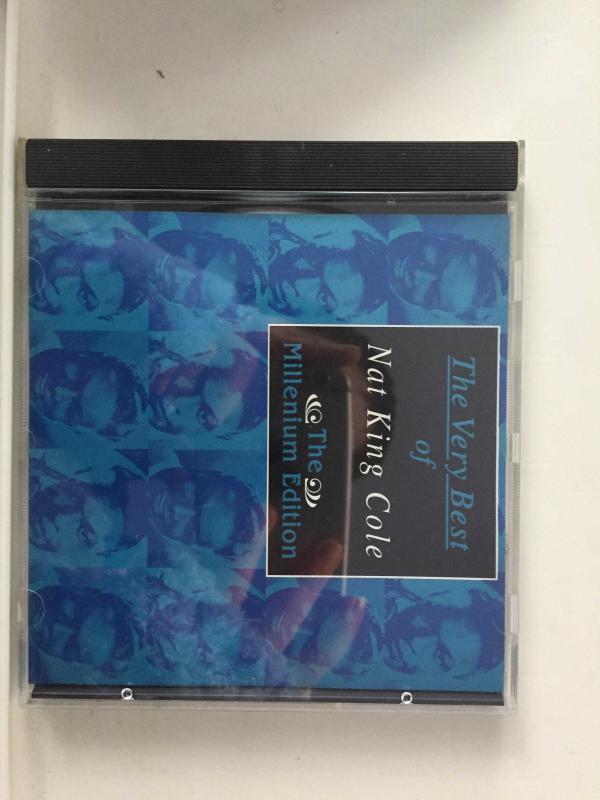 The Very Best
of
Nat King Cole
The
Millenium Edition